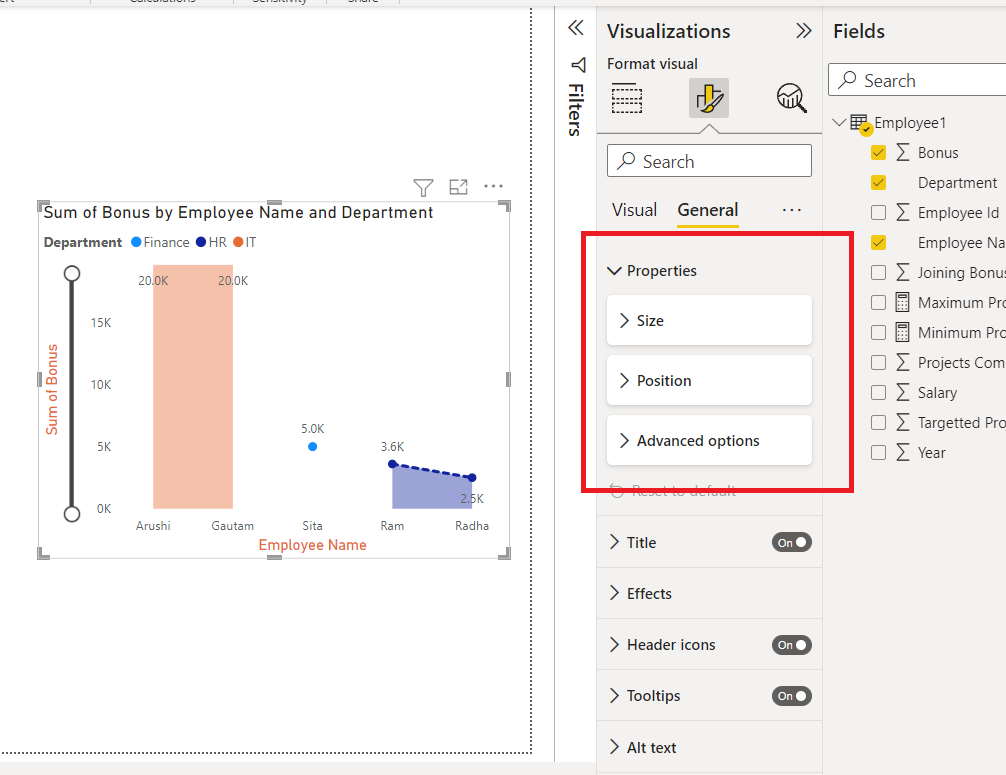 Calculations
Sensitivity
Share
Sum of Bonus by Employee Name and Department
Department Finance HR IT
Sum of Bonus
15K
10K
5K
0K
20.0K
20.0K
5.0K
3.6K
2.5K
Arushi
Gautam
Sita
Ram
Radha
Employee Name
Filters
Visualizations
Format visual
Search
Visual
General
Properties
Size
Position
Advanced options
Reset to default
Title On
Effects
Header icons On
Tooltips On
Alt text
Fields
Search
Employee1
Bonus
Department
Employee Id
Employee Na
Joining Bonus
Maximum Pro
Minimum Pro
Projects Com
Salary
Targetted Proj
Year